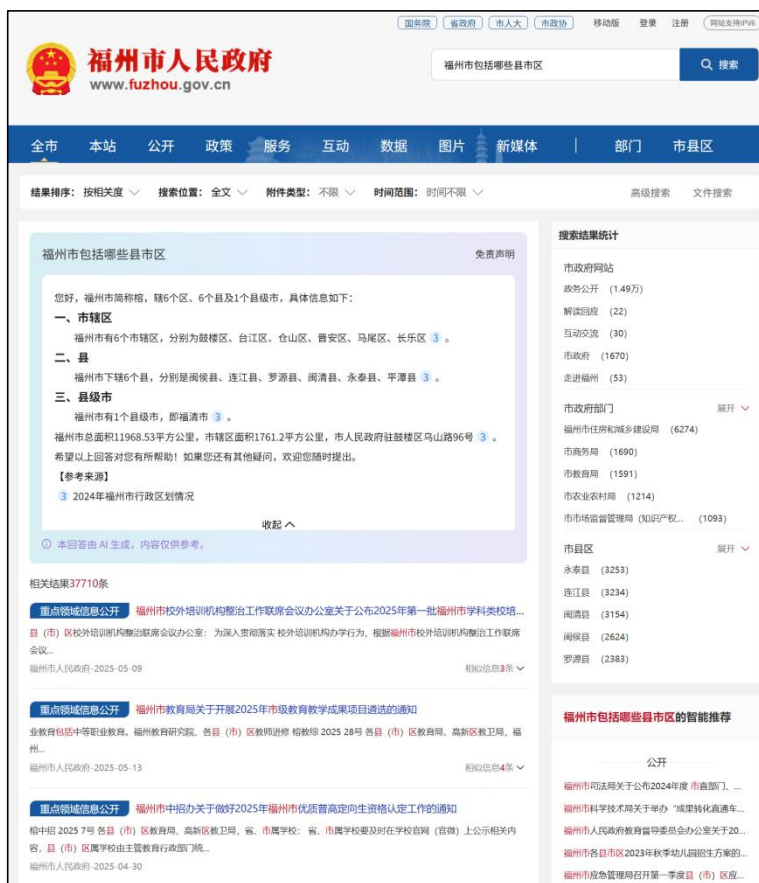 国务院 省政府 市人大 市政协 移动版 登录 注册 网站支持IPV6
福州市人民政府
www.fuzhou.gov.cn
福州市包括哪些县市区 搜索
全市 本站 公开 政策 服务 互动 数据 图片 新媒体 | 部门 市县区
结果排序： 按相关度 搜索位置： 全文 附件类型： 不限 时间范围： 时间不限 高级搜索 文件搜索
福州市包括哪些县市区 免责声明
您好，福州市简称榕，辖6个区、6个县及1个县级市，具体信息如下：
一、市辖区
福州市有6个市辖区，分别为鼓楼区、台江区、仓山区、晋安区、马尾区、长乐区 3 。
二、县
福州市下辖6个县，分别是闽侯县、连江县、罗源县、闽清县、永泰县、平潭县 3 。
三、县级市
福州市有1个县级市，即福清市 3 。
福州市总面积11968.53平方公里，市辖区面积1761.2平方公里，市人民政府驻鼓楼区乌山路96号 3 。
希望以上回答对您有所帮助！如果您还有其他疑问，欢迎您随时提出。
【参考来源】
3 2024年福州市行政区划情况
收起
本回答由 AI 生成，内容仅供参考。
相关结果37710条
重点领域信息公开 福州市校外培训机构整治工作联席会议办公室关于公布2025年第一批福州市学科类校培...
县（市）区校外培训机构整治联席会议办公室： 为深入贯彻落实 校外培训机构办学行为，根据福州市校外培训机构整治工作联席
会议...
福州市人民政府-2025-05-09 相似信息3条
重点领域信息公开 福州市教育局关于开展2025年市级教育教学成果项目遴选的通知
业教育包括中等职业教育。福州教育研究院、各县（市）区教师进修 榕教综 2025 28号 各县（市）区教育局、高新区教卫局，福
州...
福州市人民政府-2025-05-13 相似信息4条
重点领域信息公开 福州市中招办关于做好2025年福州市优质普高定向生资格认定工作的通知
榕中招 2025 7号 各县（市）区教育局、高新区教卫局，省、市属学校： 省、市属学校要及时在学校官网（官微）上公示相关内
容，县（市）区属学校由主管教育行政部门统...
福州市人民政府-2025-04-30
搜索结果统计
市政府网站
政务公开 （1.49万）
解读回应 （22）
互动交流 （30）
市政府 （1670）
走进福州 （53）
市政府部门 展开
福州市住房和城乡建设局 （6274）
市商务局 （1690）
市教育局 （1591）
市农业农村局 （1214）
市市场监督管理局（知识产权... （1093）
市县区 展开
永泰县 （3253）
连江县 （3234）
闽清县 （3154）
闽侯县 （2624）
罗源县 （2383）
福州市包括哪些县市区的智能推荐
公开
福州市司法局关于公布2024年度 市直部门、...
福州市科学技术局关于举办“成果转化直通车...
福州市人民政府教育督导委员会办公室关于20...
福州市各县市区2023年秋季幼儿园招生方案的...
福州市应急管理局召开第一季度县（市）区应...